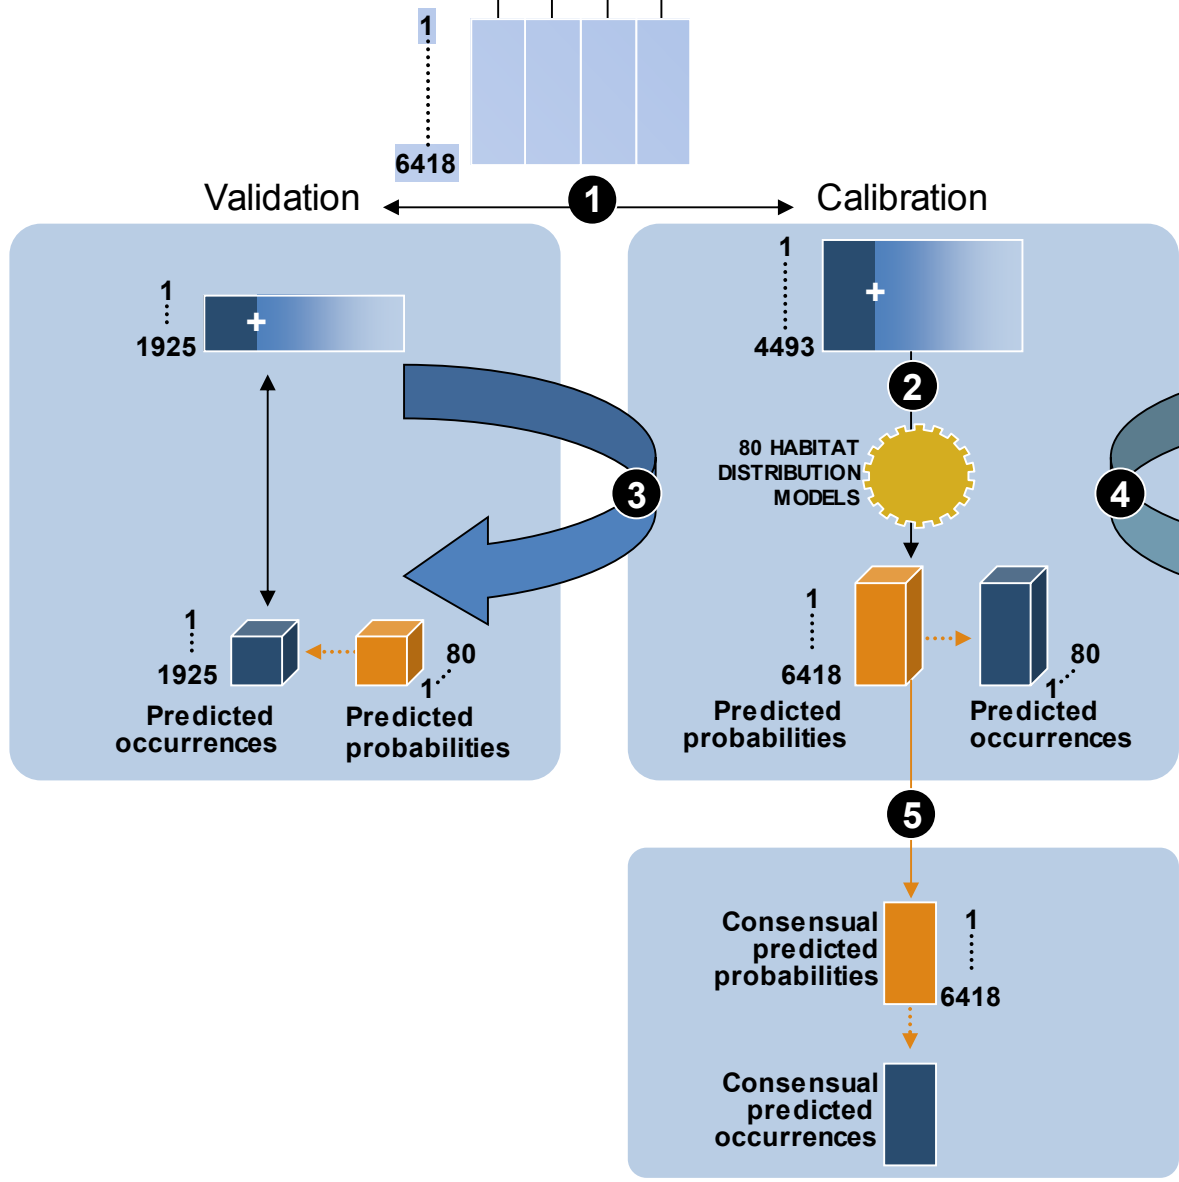 1
6418
Validation
1
Calibration
1
1925
1
4493
2
80 HABITAT
DISTRIBUTION
MODELS
3
4
1
1925
80
1
Predicted
occurrences
Predicted
probabilities
1
6418
80
1
Predicted
probabilities
Predicted
occurrences
5
Consensual
predicted
probabilities
1
6418
Consensual
predicted
occurrences